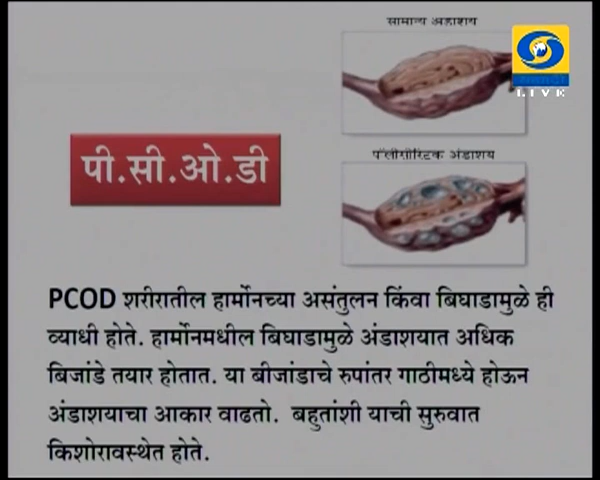 सामान्य अंडाशय
LIVE
पी.सी.ओ.डी
पॉलीसीस्टिक अंडाशय
PCOD शरीरातील हार्मोनच्या असंतुलन किंवा बिघाडामुळे ही
व्याधी होते. हार्मोनमधील बिघाडामुळे अंडाशयात अधिक
बिजांडे तयार होतात. या बीजांडाचे रुपांतर गाठीमध्ये होऊन
अंडाशयाचा आकार वाढतो. बहुतांशी याची सुरुवात
किशोरावस्थेत होते.